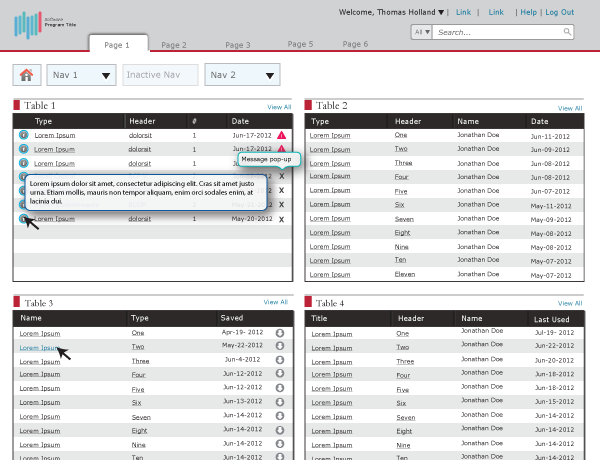 Software
Program Title
Welcome, Thomas Holland ▼ | Link | Link | Help | Log Out
All ▼ Search...
Page 1 Page 2 Page 3 Page 5 Page 6
Nav 1 Inactive Nav Nav 2
Table 1 View All
Type Header # Date
Lorem Ipsum dolorsit 1 Jun-17-2012
Lorem Ipsum dolorsit 1 Jun-17-2012
Lorem Ipsum dolorsit 1
Message pop-up
X
Lorem ipsum dolor sit amet, consectetur adipiscing elit. Cras sit amet justo
urna. Etiam mollis, mauris non tempor aliquam, enim orci sodales enim, at
lacinia dui.
X
X
Lorem Ipsum dolorsit 1 May-20-2012 X
Table 2 View All
Type Header Name Date
Lorem Ipsum One Jonathan Doe Jun-11-2012
Lorem Ipsum Two Jonathan Doe Jun-09-2012
Lorem Ipsum Three Jonathan Doe Jun-08-2012
Lorem Ipsum Four Jonathan Doe Jun-08-2012
Lorem Ipsum Five Jonathan Doe Jun-07-2012
Lorem Ipsum Six Jonathan Doe May-11-2012
Lorem Ipsum Seven Jonathan Doe May-09-2012
Lorem Ipsum Eight Jonathan Doe May-08-2012
Lorem Ipsum Nine Jonathan Doe May-08-2012
Lorem Ipsum Ten Jonathan Doe May-07-2012
Lorem Ipsum Eleven Jonathan Doe May-07-2012
Table 3 View All
Name Type Saved
Lorem Ipsum One Apr-19- 2012
Lorem Ipsum Two May-22-2012
Lorem Ipsum Three Jun-4-2012
Lorem Ipsum Four Jun-12-2012
Lorem Ipsum Five Jun-12-2012
Lorem Ipsum Six Jun-13-2012
Lorem Ipsum Seven Jun-14-2012
Lorem Ipsum Eight Jun-14-2012
Lorem Ipsum Nine Jun-14-2012
Lorem Ipsum Ten Jun-14-2012
Table 4 View All
Title Header Name Last Used
Lorem Ipsum One Jonathan Doe Jul-19- 2012
Lorem Ipsum Two Jonathan Doe Jun-22-2012
Lorem Ipsum Three Jonathan Doe Jun-20-2012
Lorem Ipsum Four Jonathan Doe Jun-18-2012
Lorem Ipsum Five Jonathan Doe Jun-18-2012
Lorem Ipsum Six Jonathan Doe Jun-15-2012
Lorem Ipsum Seven Jonathan Doe Jun-14-2012
Lorem Ipsum Eight Jonathan Doe Jun-14-2012
Lorem Ipsum Nine Jonathan Doe Jun-14-2012
Lorem Ipsum Ten Jonathan Doe Jun-14-2012